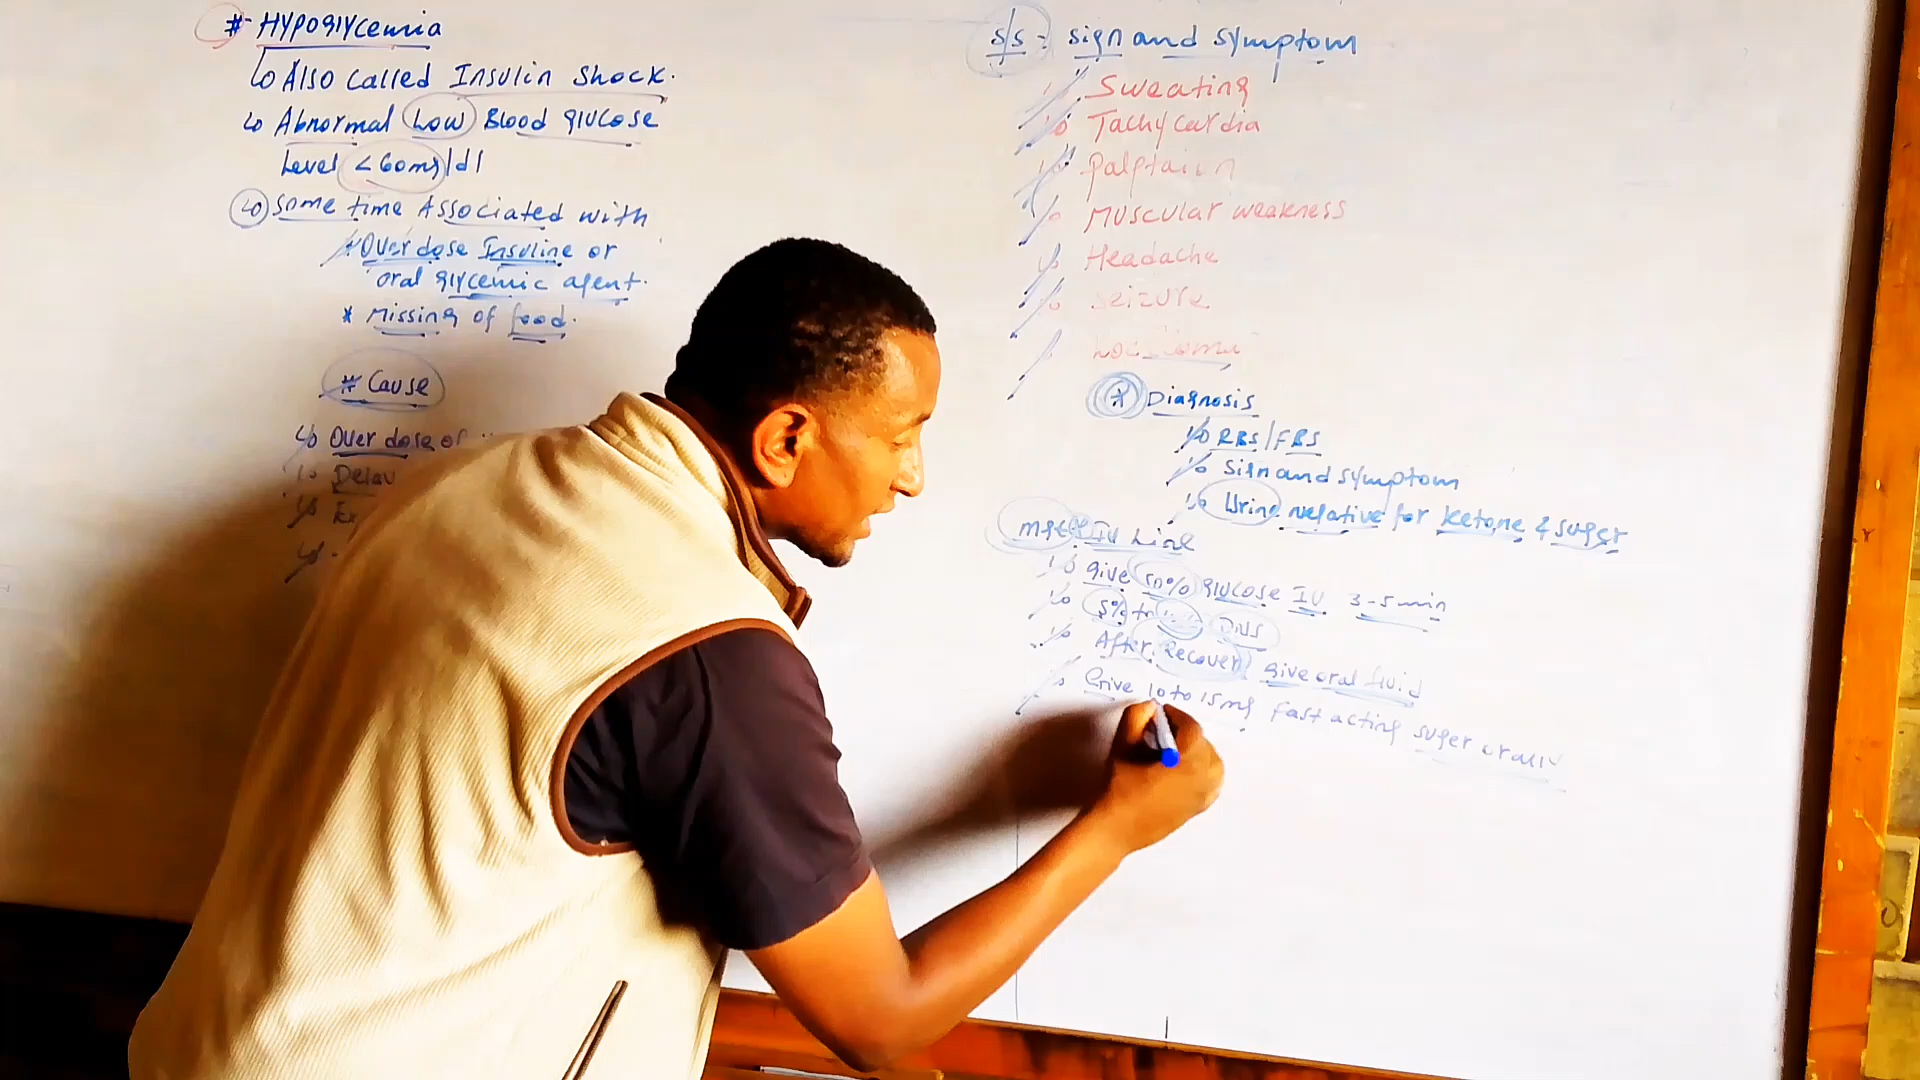 # Hypoglycemia
Also called Insulin Shock.
Abnormal Low Blood glucose
Level <60mg/dl
Some time Associated with
Over dose Insuline or
oral glycemic agent.
* Missing of food.
# Cause
Over dose of
Delay
Ex
S/S - sign and symptom
Sweating
Tachycardia
palptaion
Muscular weakness
Headache
Seizure
LOC Coma
Diagnosis
RBS/FBS
Sign and symptom
Urine negative for ketone & suger
mgt IV Line
give 50% glucose IV 3-5 min
5% to DNS
After Recover give oral fluid
Give 10 to 15mg fast acting suger orally